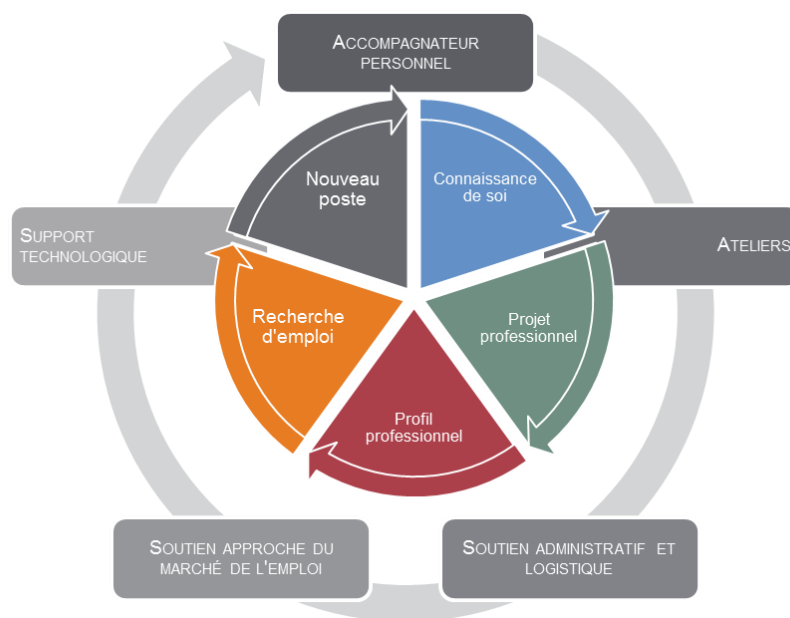 ACCOMPAGNATEUR
PERSONNEL
Nouveau
poste
Connaissance
de soi
SUPPORT
TECHNOLOGIQUE
ATELIERS
Recherche
d'emploi
Projet
professionnel
Profil
professionnel
SOUTIEN APPROCHE DU
MARCHÉ DE L'EMPLOI
SOUTIEN ADMINISTRATIF ET
LOGISTIQUE